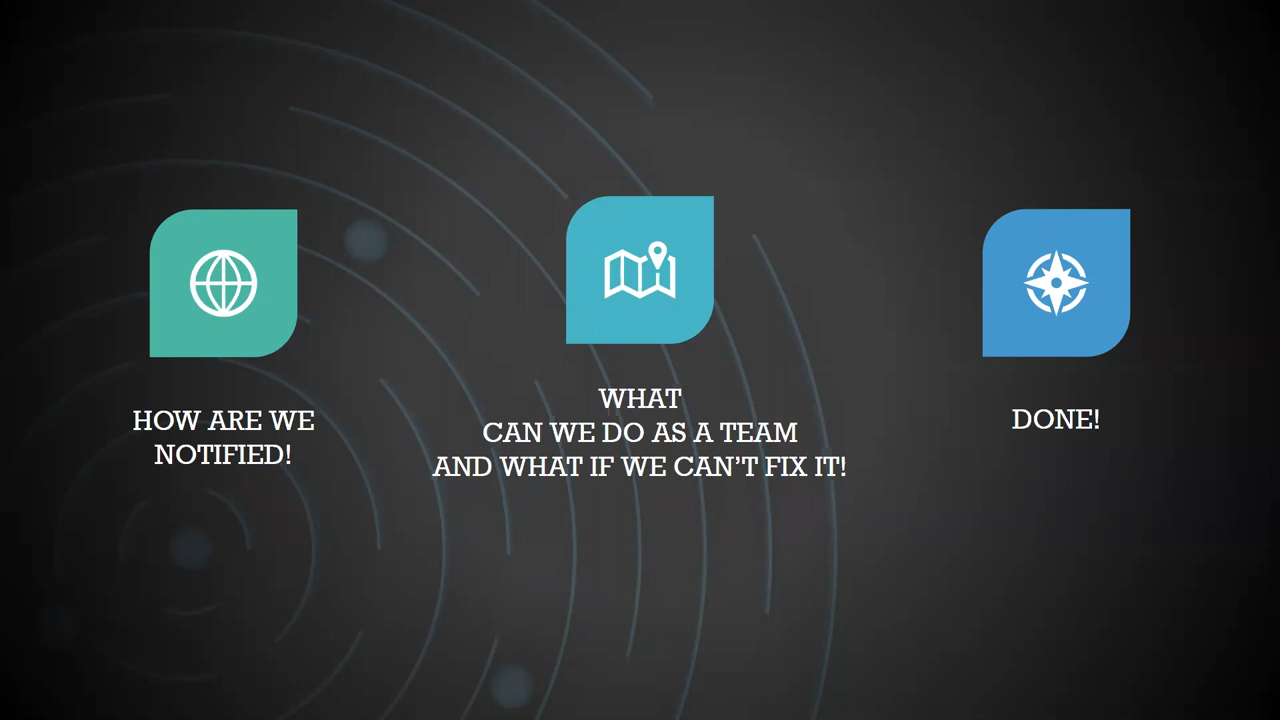 HOW ARE WE
NOTIFIED!
WHAT
CAN WE DO AS A TEAM
AND WHAT IF WE CAN’T FIX IT!
DONE!